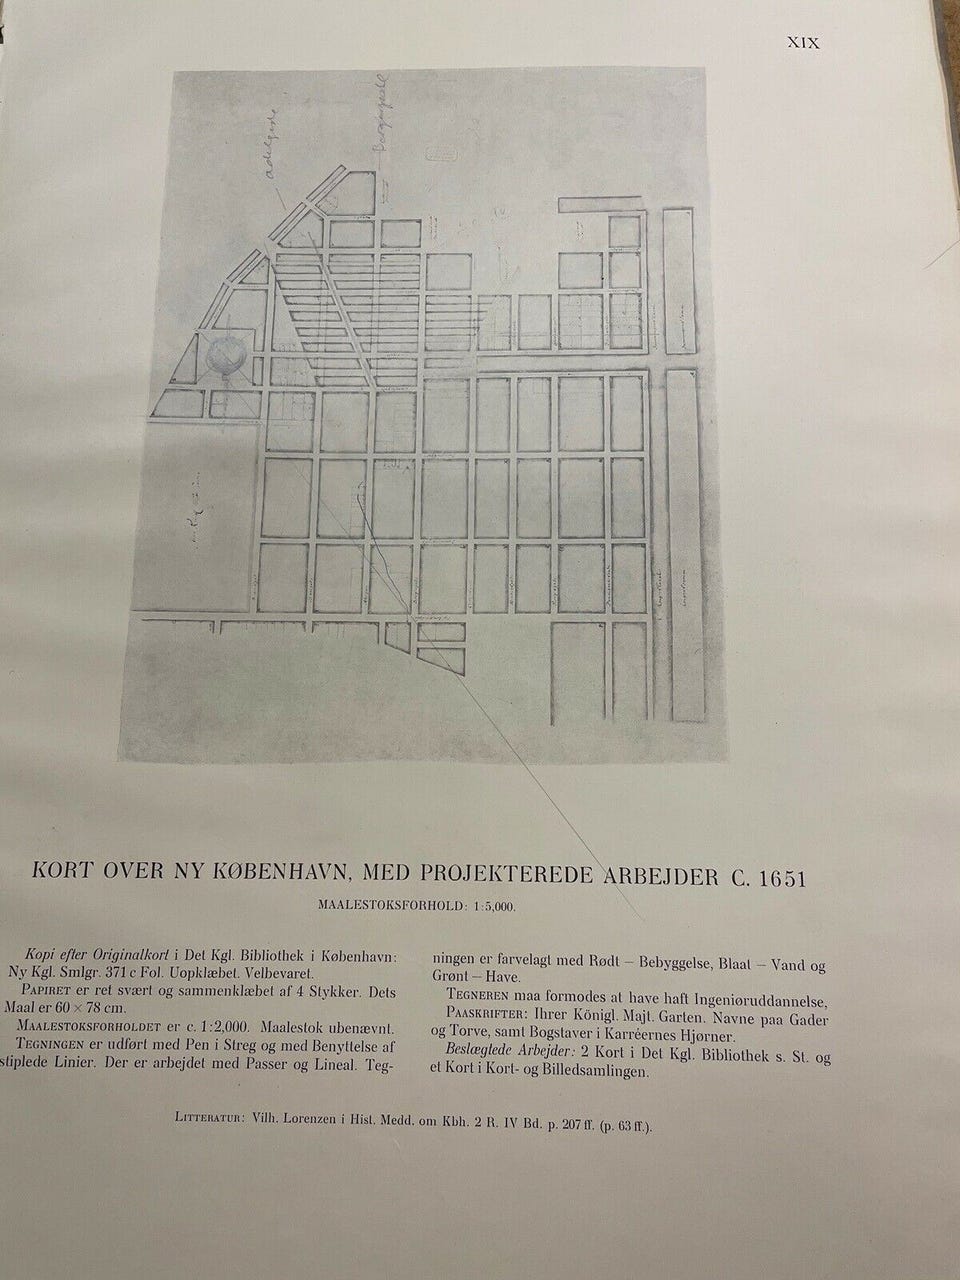 XIX
adelgade
Borgergade
KORT OVER NY KØBENHAVN, MED PROJEKTEREDE ARBEJDER C. 1651
MAALESTOKSFORHOLD: 1:5,000.
Kopi efter Originalkort i Det Kgl. Bibliothek i København:
Ny Kgl. Smlgr. 371 c Fol. Uopklæbet. Velbevaret.
PAPIRET er ret svært og sammenklæbet af 4 Stykker. Dets
Maal er 60 × 78 cm.
MAALESTOKSFORHOLDET er c. 1:2,000. Maalestok ubenævnt.
TEGNINGEN er udført med Pen i Streg og med Benyttelse af
stiplede Linier. Der er arbejdet med Passer og Lineal. Teg-
ningen er farvelagt med Rødt — Bebyggelse, Blaat — Vand og
Grønt — Have.
TEGNEREN maa formodes at have haft Ingeniøruddannelse,
PAASKRIFTER: Ihrer Königl. Majt. Garten. Navne paa Gader
og Torve, samt Bogstaver i Karréernes Hjørner.
Beslægtede Arbejder: 2 Kort i Det Kgl. Bibliothek s. St. og
et Kort i Kort- og Billedsamlingen.
LITTERATUR: Vilh. Lorenzen i Hist. Medd. om Kbh. 2 R. IV Bd. p. 207 ff. (p. 63 ff.).